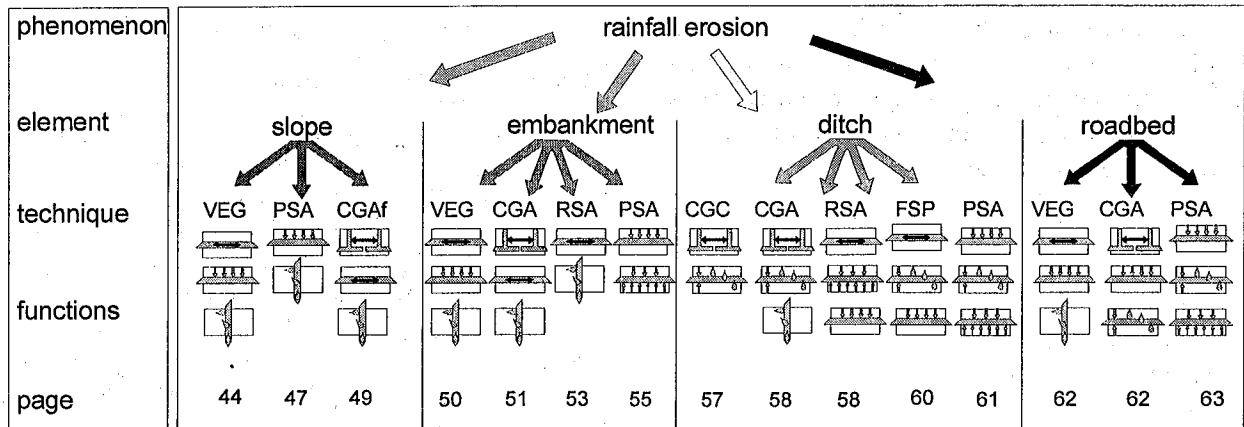 phenomenon rainfall erosion
element slope embankment ditch roadbed
technique VEG PSA CGAf VEG CGA RSA PSA CGC CGA RSA FSP PSA VEG CGA PSA
functions
page 44 47 49 50 51 53 55 57 58 58 60 61 62 62 63